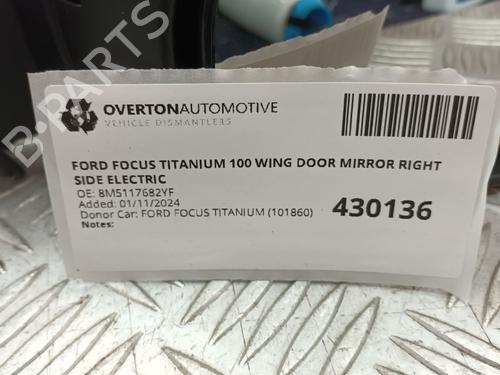 OVERTONAUTOMOTIVE
VEHICLE DISMANTLERS
FORD FOCUS TITANIUM 100 WING DOOR MIRROR RIGHT
SIDE ELECTRIC
OE: 8M5117682YF
Added: 01/11/2024
Donor Car: FORD FOCUS TITANIUM (101860)
Notes:
430136
B-PARTS